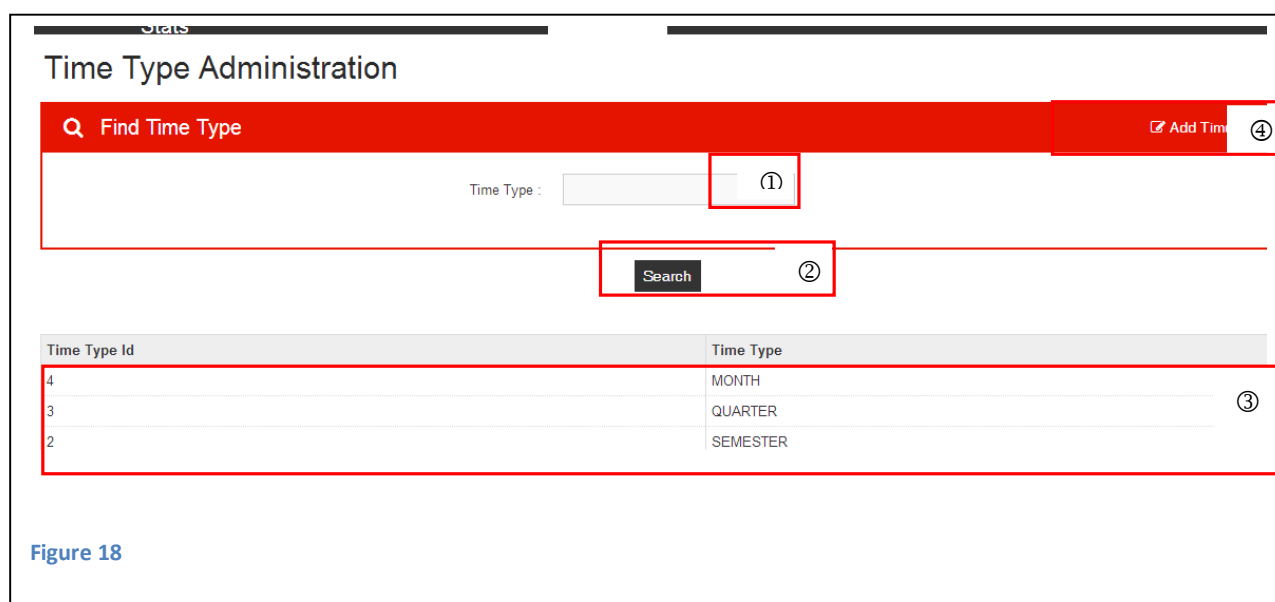 Stats
Time Type Administration
Find Time Type
Add Time ④
Time Type : ①
Search ②
Time Type Id Time Type
4 MONTH
3 QUARTER ③
2 SEMESTER
Figure 18